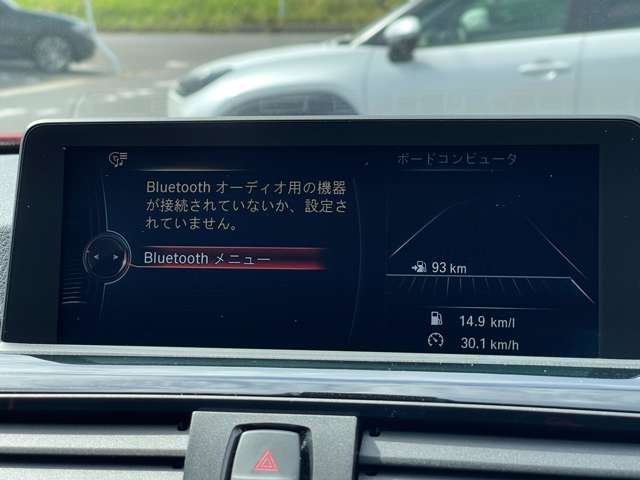 Bluetooth オーディオ用の機器
が接続されていないか、設定さ
れていません。
Bluetooth メニュー
ボードコンピュータ
93 km
14.9 km/l
30.1 km/h